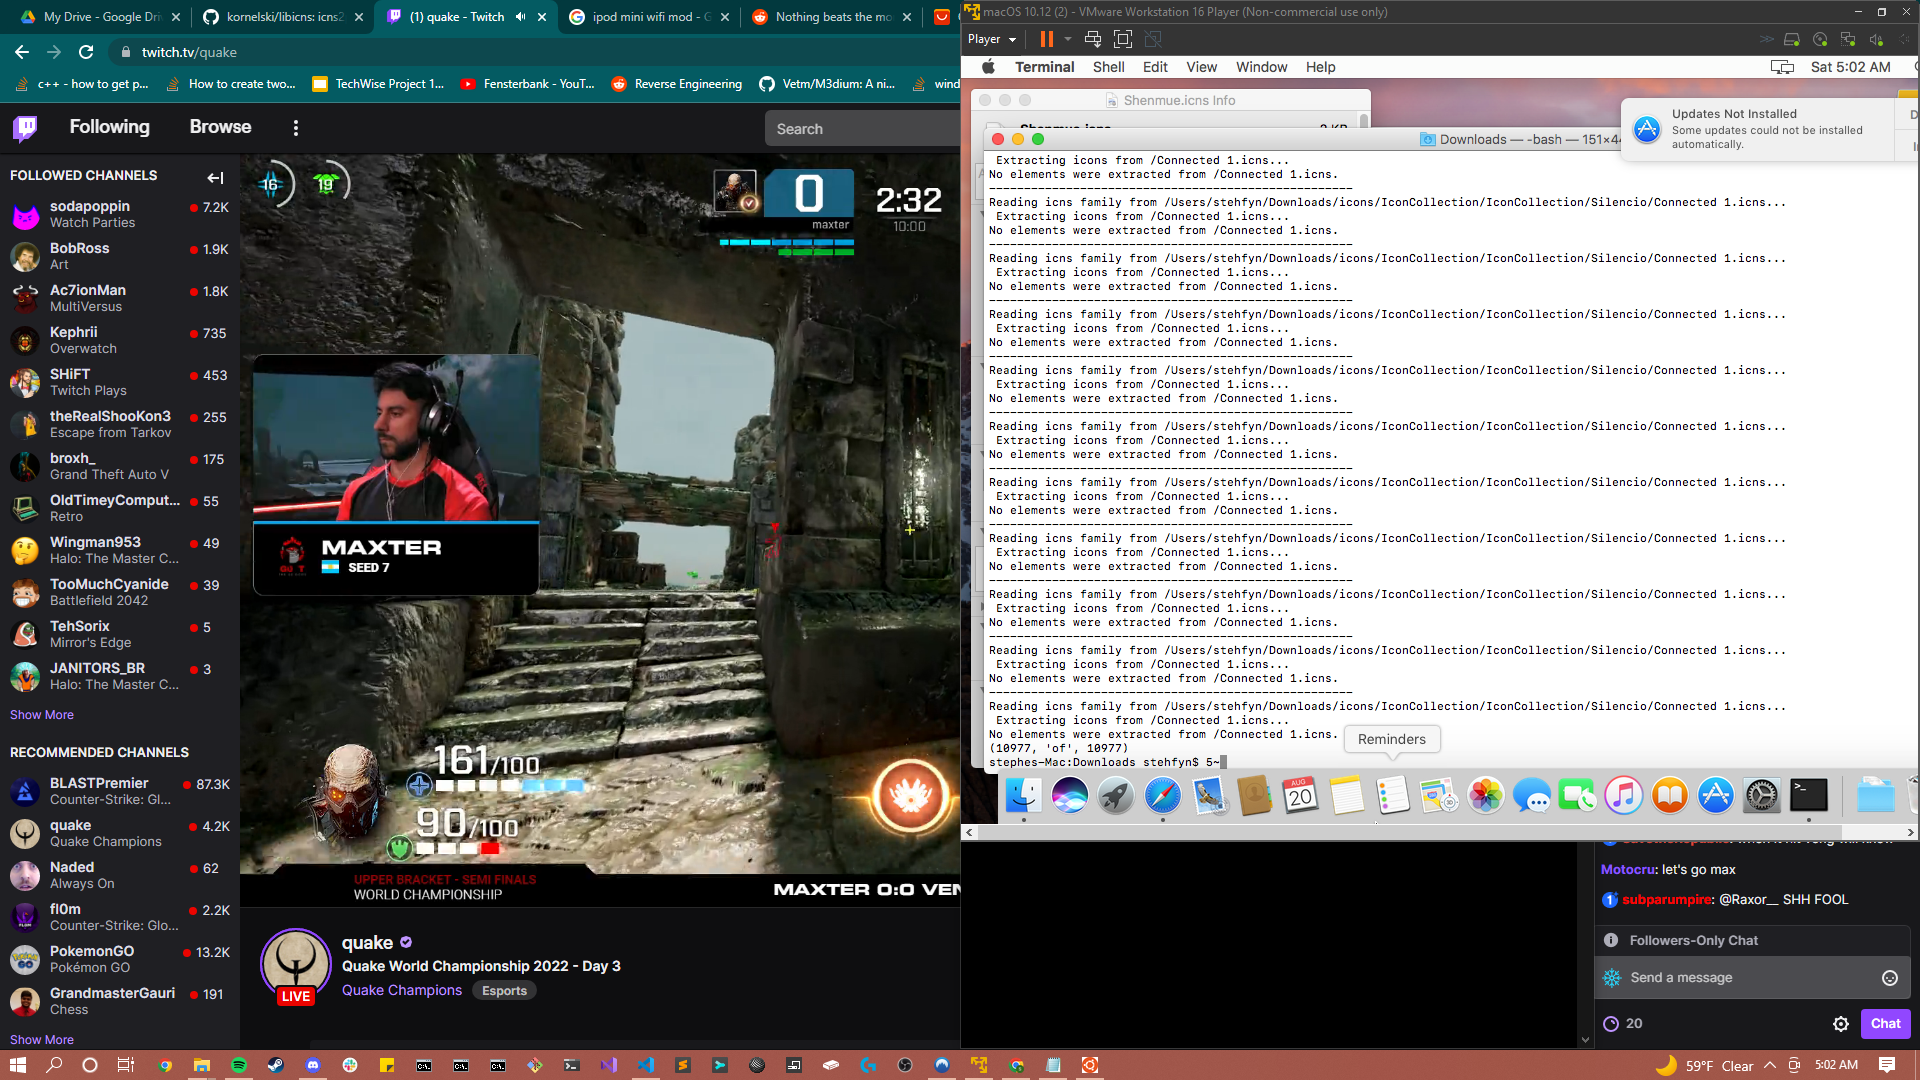 My Drive - Google Dri
kornelski/libicns: icns2
(1) quake - Twitch
ipod mini wifi mod - G
Nothing beats the mo
twitch.tv/quake
c++ - how to get p...
How to create two...
TechWise Project 1...
Fensterbank - YouT...
Reverse Engineering
Vetm/M3dium: A ni...
wind
Following
Browse
Search
FOLLOWED CHANNELS
sodapoppin
7.2K
Watch Parties
BobRoss
1.9K
Art
Ac7ionMan
1.8K
MultiVersus
Kephrii
735
Overwatch
SHiFT
453
Twitch Plays
theRealShooKon3
255
Escape from Tarkov
broxh_
175
Grand Theft Auto V
OldTimeyComput...
55
Retro
Wingman953
49
Halo: The Master C...
TooMuchCyanide
39
Battlefield 2042
TehSorix
5
Mirror's Edge
JANITORS_BR
3
Halo: The Master C...
Show More
RECOMMENDED CHANNELS
BLASTPremier
87.3K
Counter-Strike: Gl...
quake
4.2K
Quake Champions
Naded
62
Always On
fl0m
2.2K
Counter-Strike: Glo...
PokemonGO
13.2K
Pokémon GO
GrandmasterGauri
191
Chess
Show More
16
19
0
maxter
2:32
10:00
MAXTER
SEED 7
161/100
90/100
UPPER BRACKET - SEMI FINALS
WORLD CHAMPIONSHIP
MAXTER 0:0 VEN
LIVE
quake
Quake World Championship 2022 - Day 3
Quake Champions
Esports
macOS 10.12 (2) - VMware Workstation 16 Player (Non-commercial use only)
Player
Terminal Shell Edit View Window Help
Sat 5:02 AM
Shenmue.icns Info
Updates Not Installed
Some updates could not be installed
automatically.
Downloads — -bash — 151×4
Extracting icons from /Connected 1.icns...
No elements were extracted from /Connected 1.icns.
----------------------------------------------------
Reading icns family from /Users/stehfyn/Downloads/icons/IconCollection/IconCollection/Silencio/Connected 1.icns...
Extracting icons from /Connected 1.icns...
No elements were extracted from /Connected 1.icns.
----------------------------------------------------
Reading icns family from /Users/stehfyn/Downloads/icons/IconCollection/IconCollection/Silencio/Connected 1.icns...
Extracting icons from /Connected 1.icns...
No elements were extracted from /Connected 1.icns.
----------------------------------------------------
Reading icns family from /Users/stehfyn/Downloads/icons/IconCollection/IconCollection/Silencio/Connected 1.icns...
Extracting icons from /Connected 1.icns...
No elements were extracted from /Connected 1.icns.
----------------------------------------------------
Reading icns family from /Users/stehfyn/Downloads/icons/IconCollection/IconCollection/Silencio/Connected 1.icns...
Extracting icons from /Connected 1.icns...
No elements were extracted from /Connected 1.icns.
----------------------------------------------------
Reading icns family from /Users/stehfyn/Downloads/icons/IconCollection/IconCollection/Silencio/Connected 1.icns...
Extracting icons from /Connected 1.icns...
No elements were extracted from /Connected 1.icns.
----------------------------------------------------
Reading icns family from /Users/stehfyn/Downloads/icons/IconCollection/IconCollection/Silencio/Connected 1.icns...
Extracting icons from /Connected 1.icns...
No elements were extracted from /Connected 1.icns.
----------------------------------------------------
Reading icns family from /Users/stehfyn/Downloads/icons/IconCollection/IconCollection/Silencio/Connected 1.icns...
Extracting icons from /Connected 1.icns...
No elements were extracted from /Connected 1.icns.
----------------------------------------------------
Reading icns family from /Users/stehfyn/Downloads/icons/IconCollection/IconCollection/Silencio/Connected 1.icns...
Extracting icons from /Connected 1.icns...
No elements were extracted from /Connected 1.icns.
----------------------------------------------------
Reading icns family from /Users/stehfyn/Downloads/icons/IconCollection/IconCollection/Silencio/Connected 1.icns...
Extracting icons from /Connected 1.icns...
No elements were extracted from /Connected 1.icns.
----------------------------------------------------
Reading icns family from /Users/stehfyn/Downloads/icons/IconCollection/IconCollection/Silencio/Connected 1.icns...
Extracting icons from /Connected 1.icns...
No elements were extracted from /Connected 1.icns.
(10977, 'of', 10977)
stephes-Mac:Downloads stehfyn$ 5~
Reminders
AUG
20
Motocru: let's go max
subparumpire: @Raxor__ SHH FOOL
Followers-Only Chat
Send a message
20
Chat
59°F Clear
5:02 AM